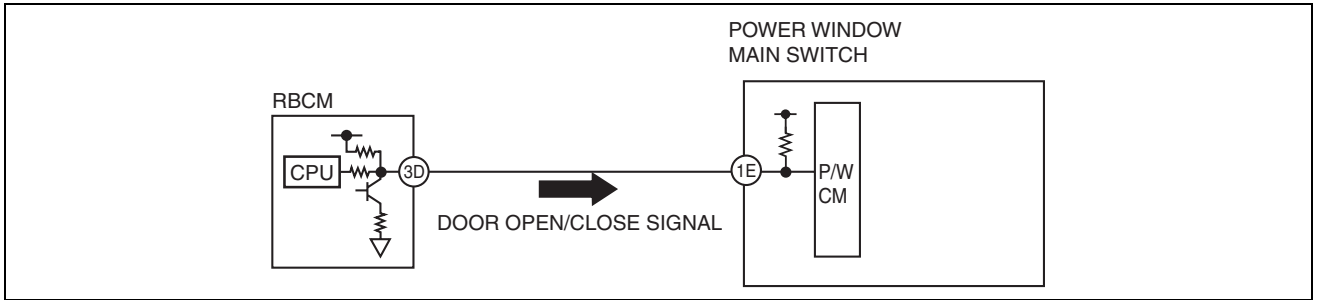 POWER WINDOW
MAIN SWITCH
RBCM
CPU
3D
1E
P/W
CM
DOOR OPEN/CLOSE SIGNAL